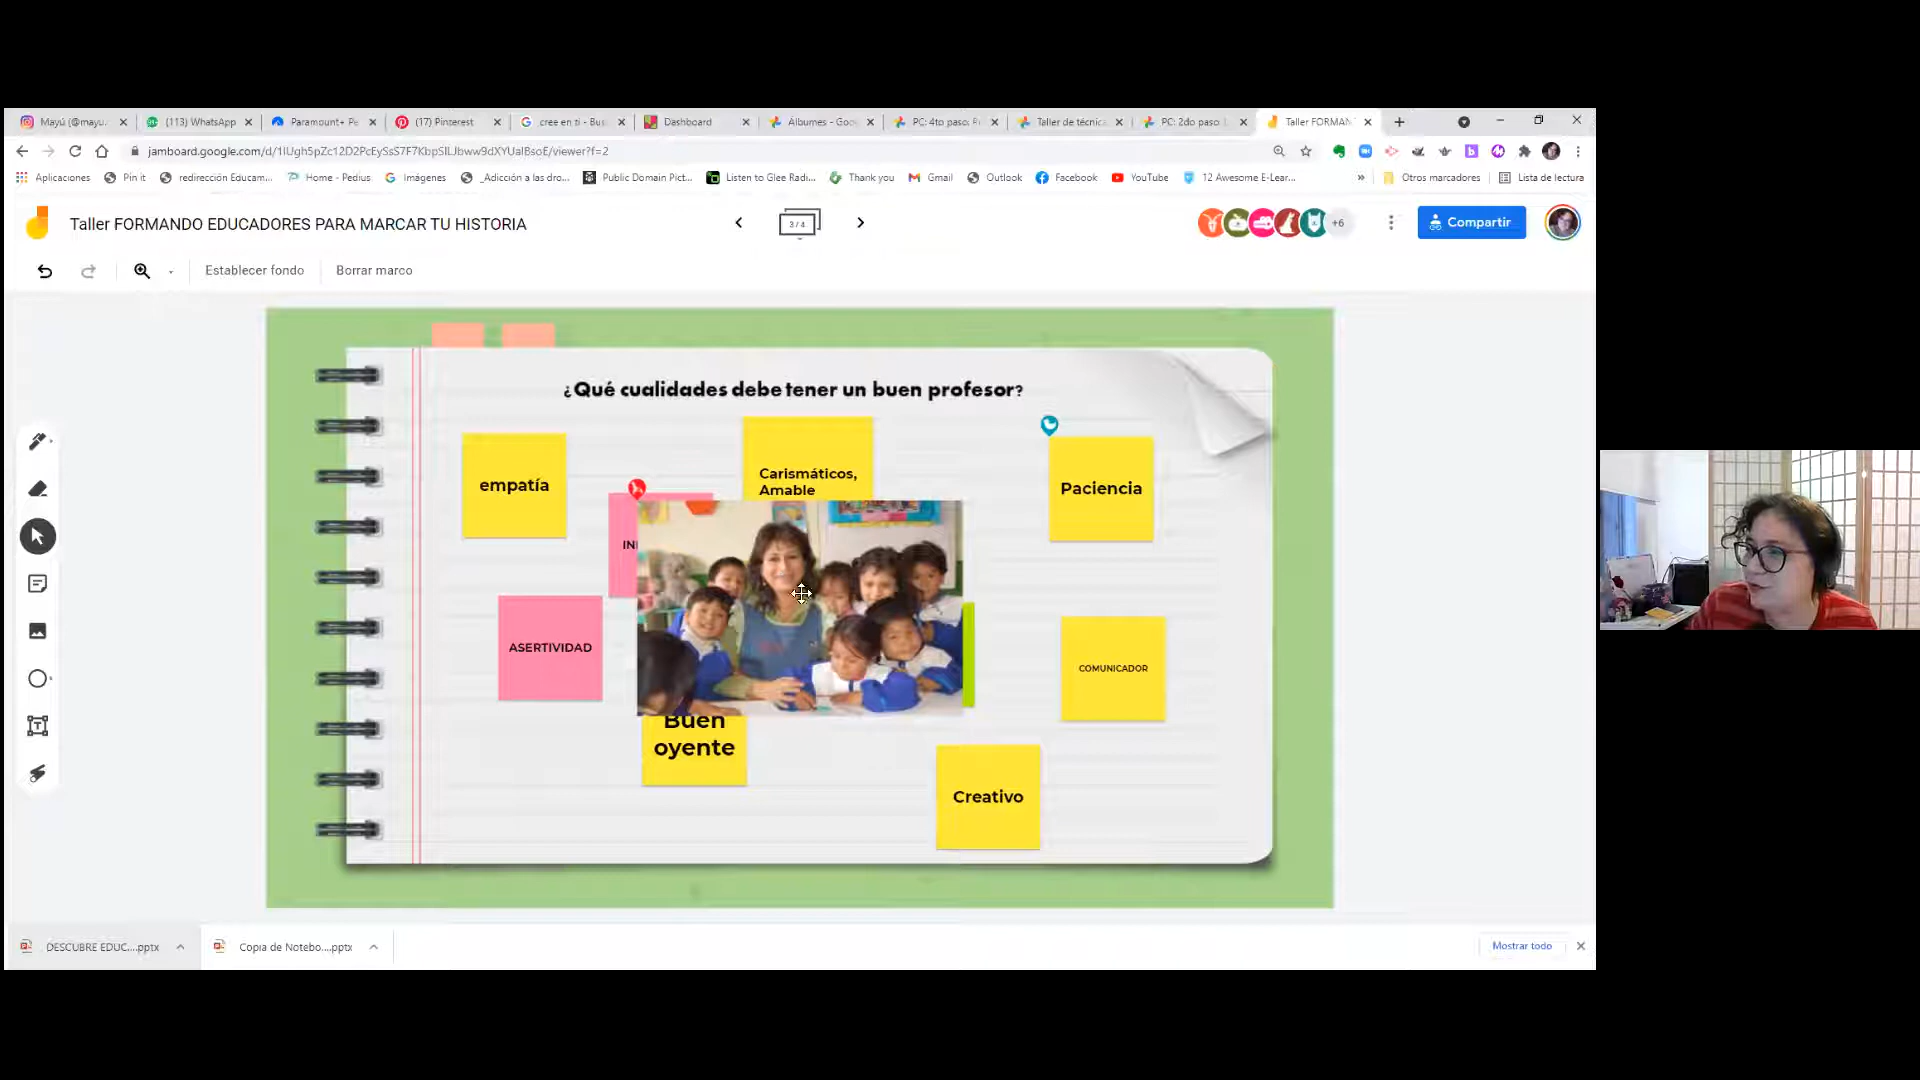 Mayú (@mayu.
(113) WhatsApp
Paramount+ Pe
(17) Pinterest
cree en ti - Bus
Dashboard
Álbumes - Goo
PC: 4to paso: R
Taller de técnica
PC: 2do paso:
Taller FORMAN
jamboard.google.com/d/1IUgh5pZc12D2PcEySsS7F7KbpSlLJbww9dXYUalBsoE/viewer?f=2
Aplicaciones
Pin it
redirección Educam...
Home - Pedius
Imágenes
_Adicción a las dro...
Public Domain Pict...
Listen to Glee Radi...
Thank you
Gmail
Outlook
Facebook
YouTube
12 Awesome E-Lear...
»
Otros marcadores
Lista de lectura
Taller FORMANDO EDUCADORES PARA MARCAR TU HISTORIA
3 / 4
+6
Compartir
Establecer fondo
Borrar marco
¿Qué cualidades debe tener un buen profesor?
empatía
Carismáticos,
Amable
Paciencia
ASERTIVIDAD
COMUNICADOR
Buen
oyente
Creativo
DESCUBRE EDUC....pptx
Copia de Notebo....pptx
Mostrar todo